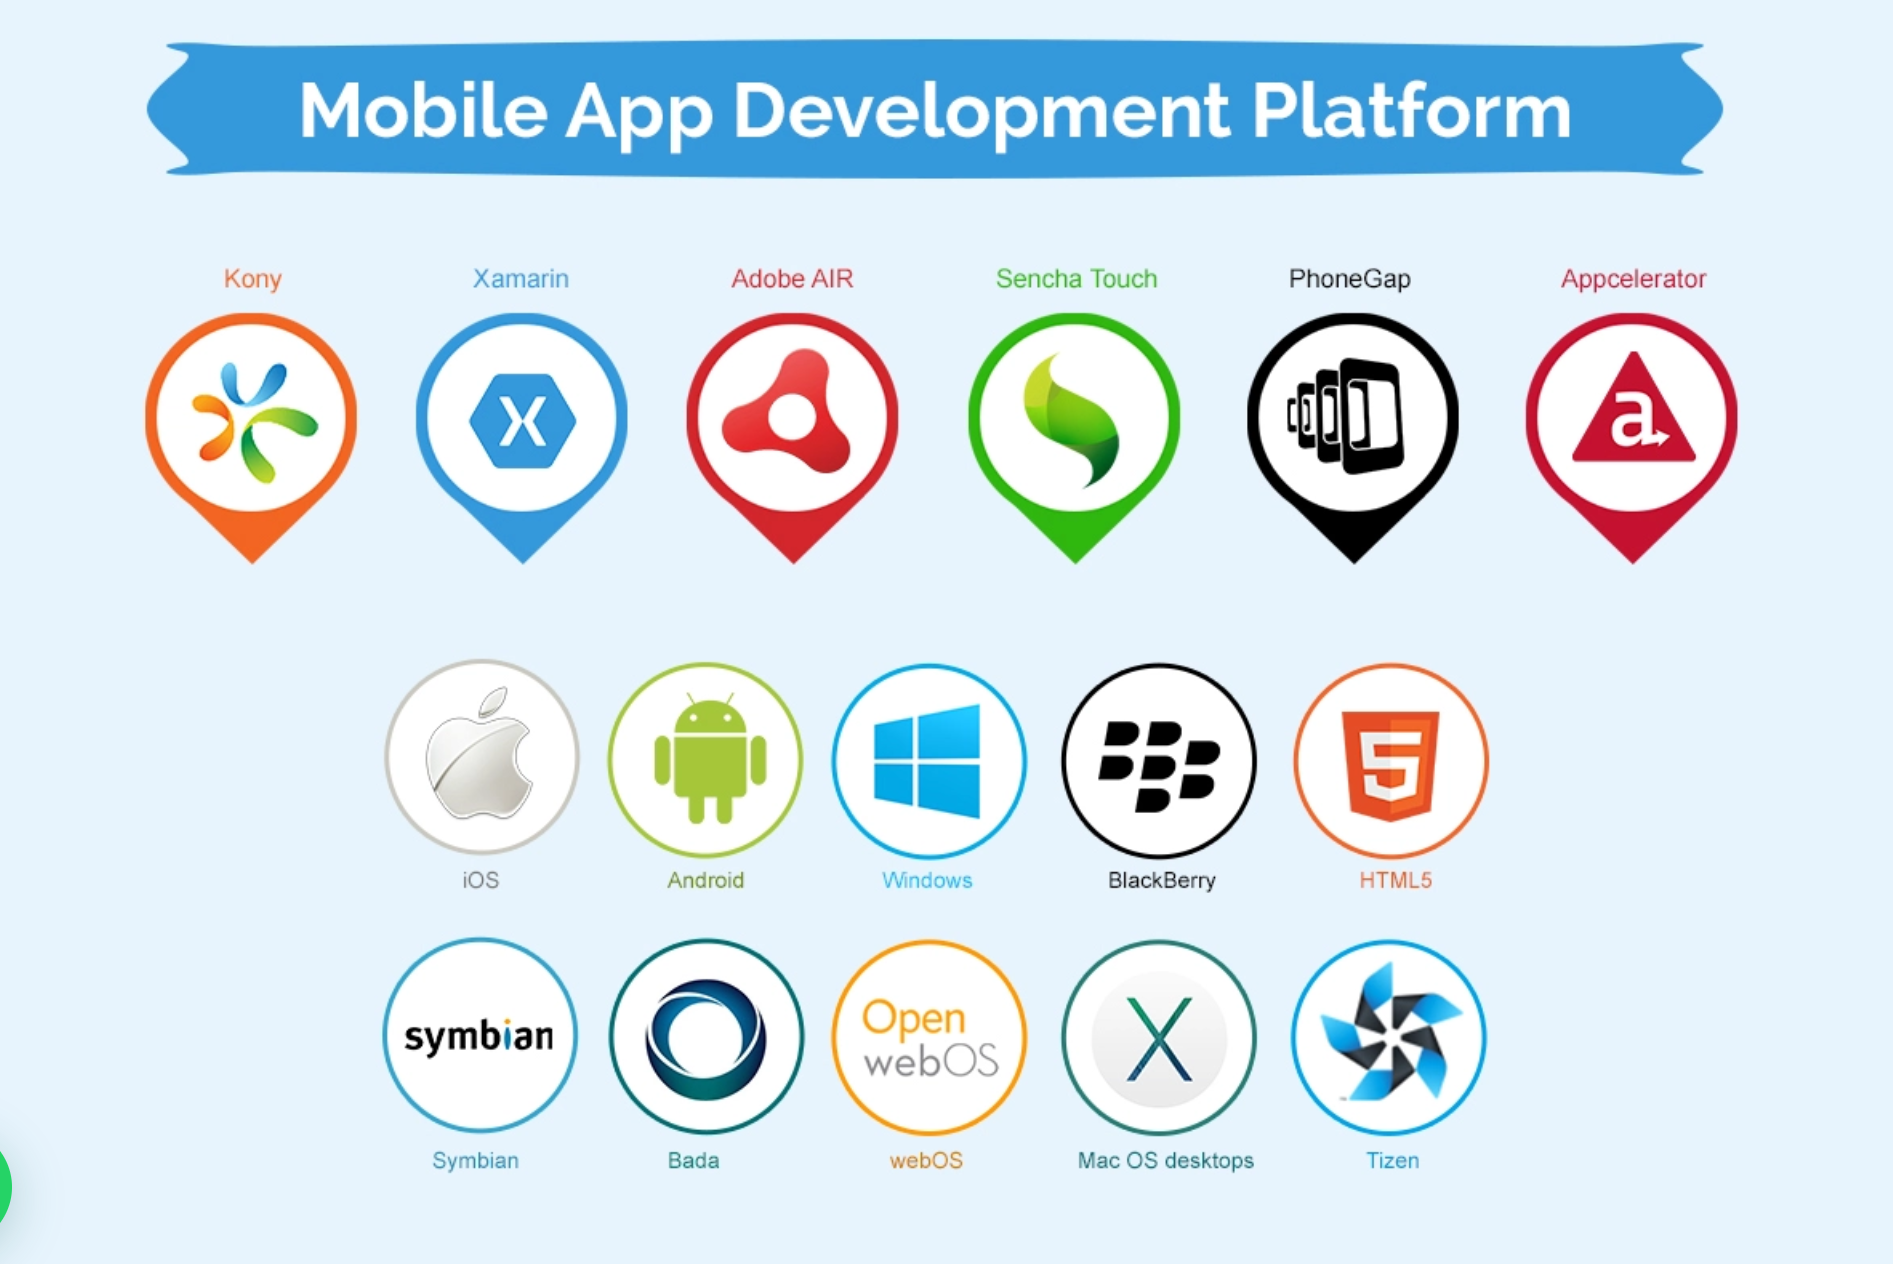 Mobile App Development Platform
Kony
Xamarin
Adobe AIR
Sencha Touch
PhoneGap
Appcelerator
X
a
5
iOS
Android
Windows
BlackBerry
HTML5
symbian
Open
webOS
X
™
Symbian
Bada
webOS
Mac OS desktops
Tizen